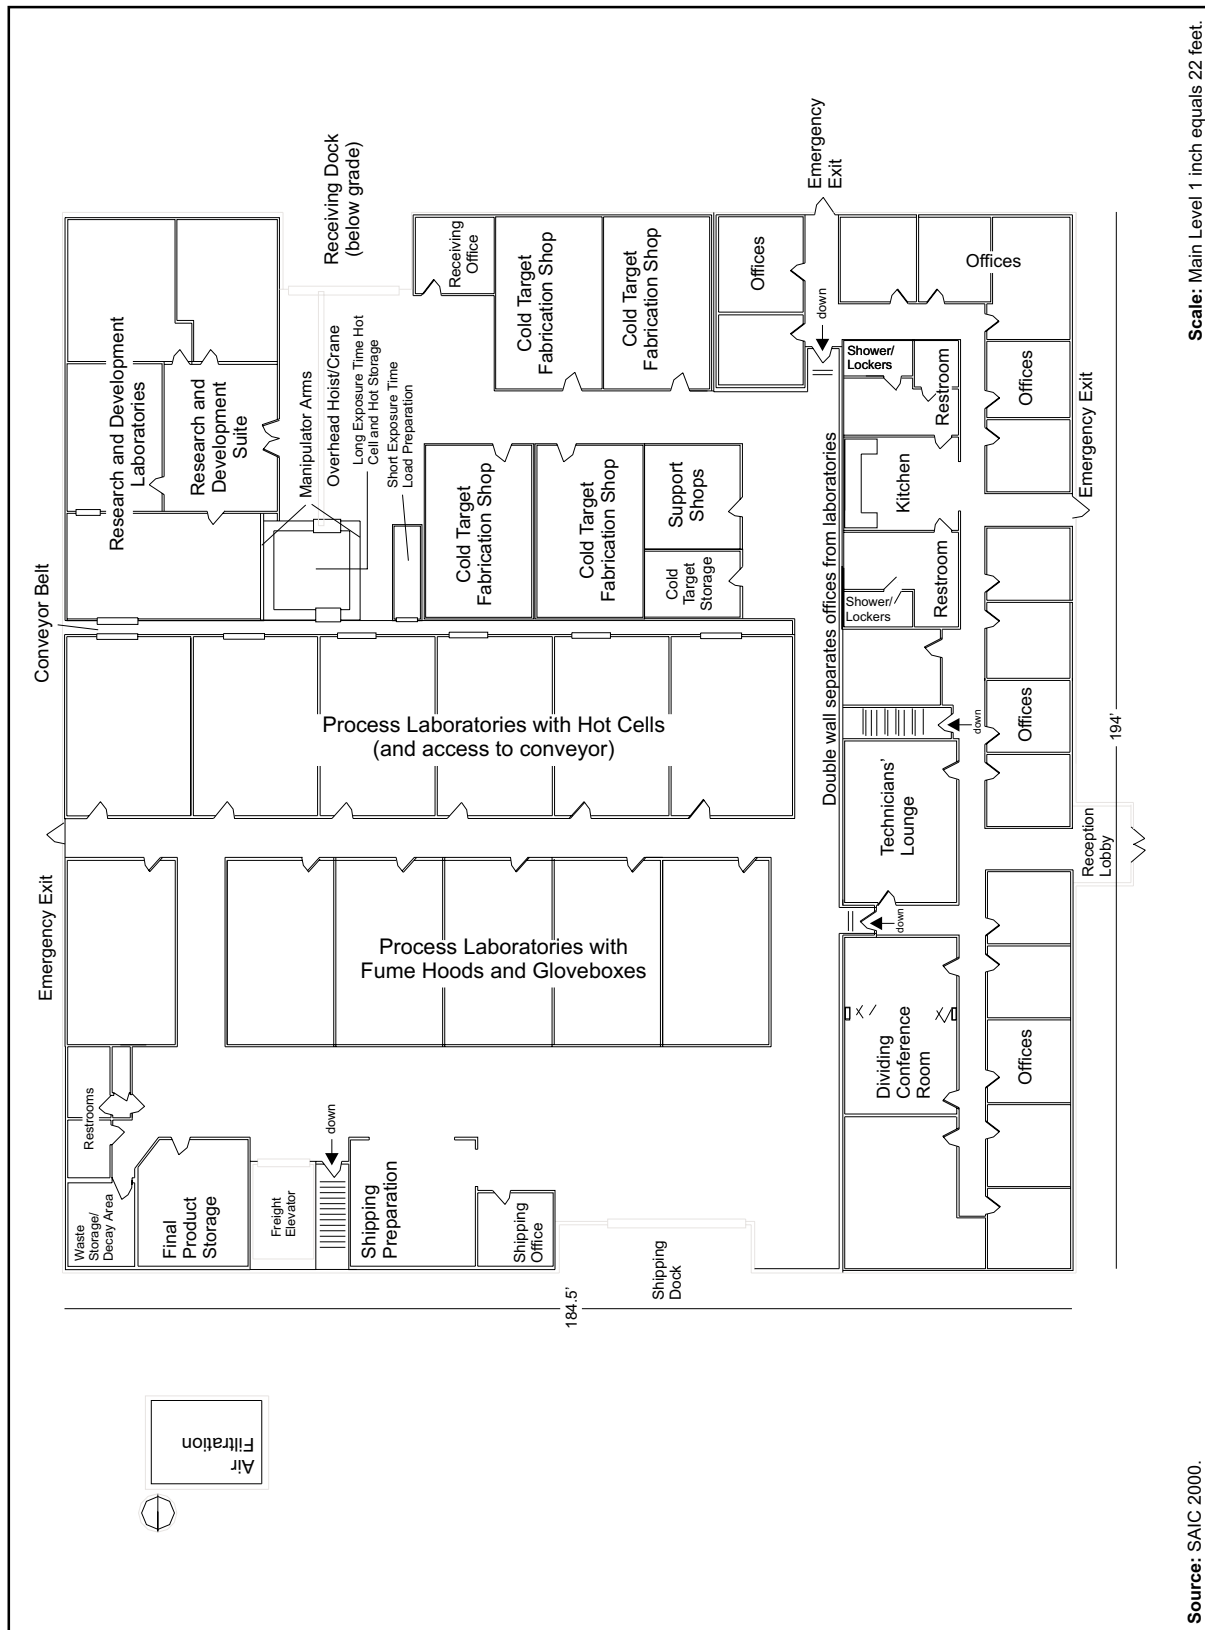 Scale: Main Level 1 inch equals 22 feet.
Receiving Dock
(below grade)
Emergency
Exit
Research and Development
Laboratories
Research and
Development
Suite
Manipulator Arms
Overhead Hoist/Crane
Long Exposure Time Hot
Cell and Hot Storage
Short Exposure Time
Load Preparation
Receiving
Office
Cold Target
Fabrication Shop
Cold Target
Fabrication Shop
Offices
down
Offices
Cold Target
Fabrication Shop
Cold Target
Fabrication Shop
Support
Shops
Cold
Target
Storage
Shower/
Lockers
Restroom
Kitchen
Shower/
Lockers
Restroom
Offices
Emergency Exit
Conveyor Belt
Double wall separates offices from laboratories
Process Laboratories with Hot Cells
(and access to conveyor)
down
Offices
Technicians'
Lounge
194'
Reception
Lobby
Emergency Exit
Process Laboratories with
Fume Hoods and Gloveboxes
down
Dividing
Conference
Room
Offices
Restrooms
Waste
Storage/
Decay Area
Final
Product
Storage
Freight
Elevator
down
Shipping
Preparation
Shipping
Office
Shipping
Dock
184.5'
Air
Filtration
Source: SAIC 2000.